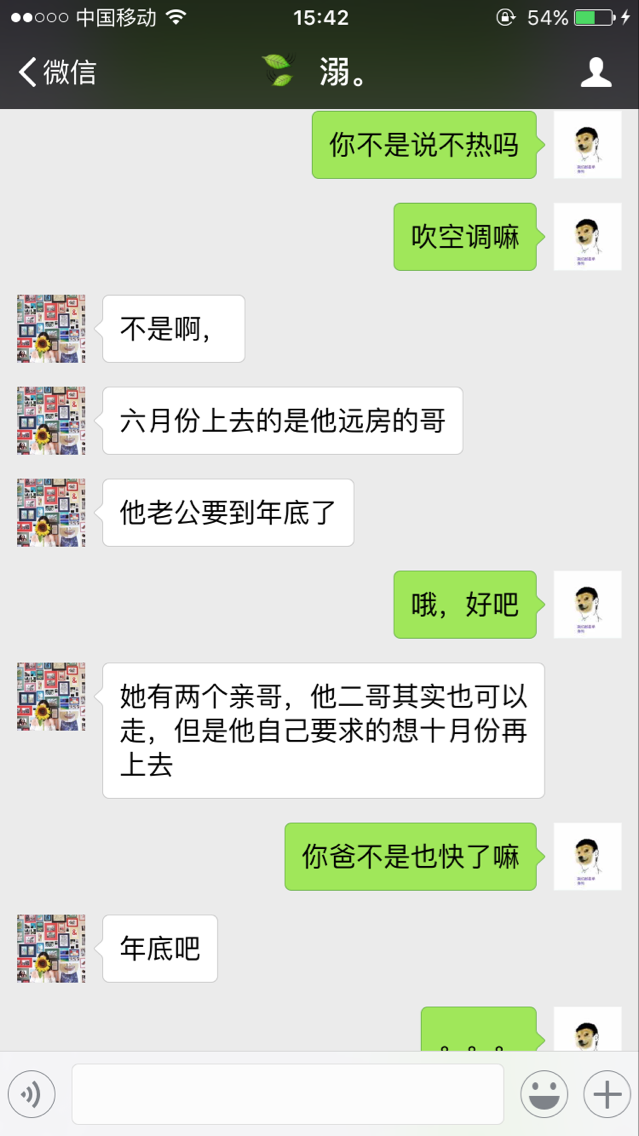 中国移动 15:42 54%
微信 溺。
你不是说不热吗
吹空调嘛
不是啊，
六月份上去的是他远房的哥
他老公要到年底了
哦，好吧
她有两个亲哥，他二哥其实也可以
走，但是他自己要求的想十月份再
上去
你爸不是也快了嘛
年底吧
。。。